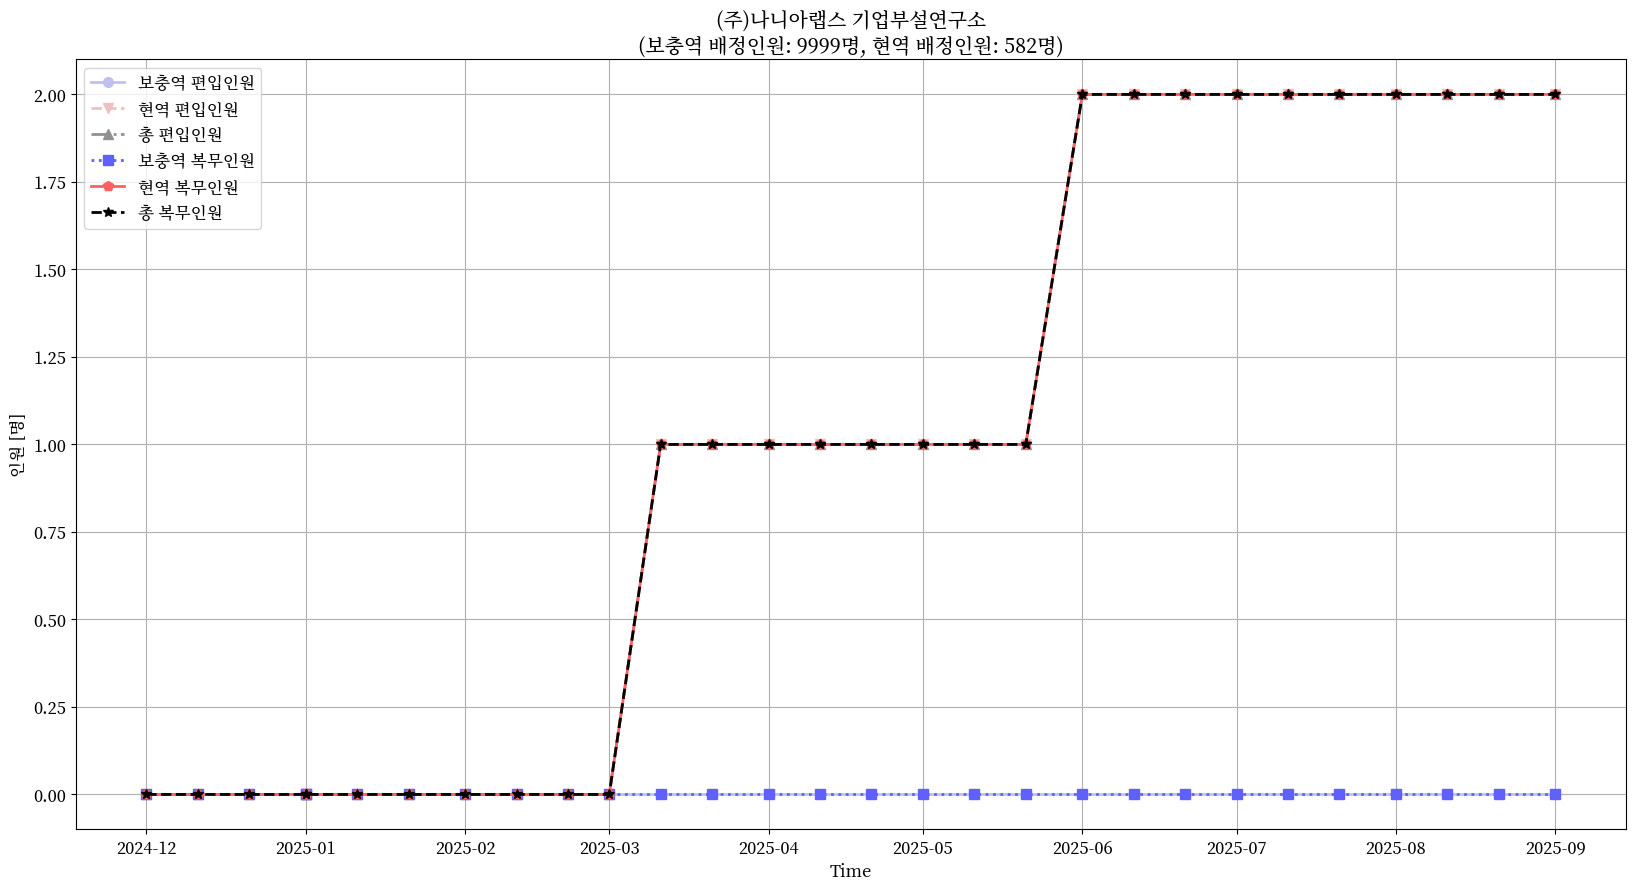 (주)나니아랩스 기업부설연구소
(보충역 배정인원: 9999명, 현역 배정인원: 582명)
보충역 편입인원
현역 편입인원
총 편입인원
보충역 복무인원
현역 복무인원
총 복무인원
2.00
1.75
1.50
1.25
1.00
0.75
0.50
0.25
0.00
인원 [명]
2024-12
2025-01
2025-02
2025-03
2025-04
2025-05
2025-06
2025-07
2025-08
2025-09
Time